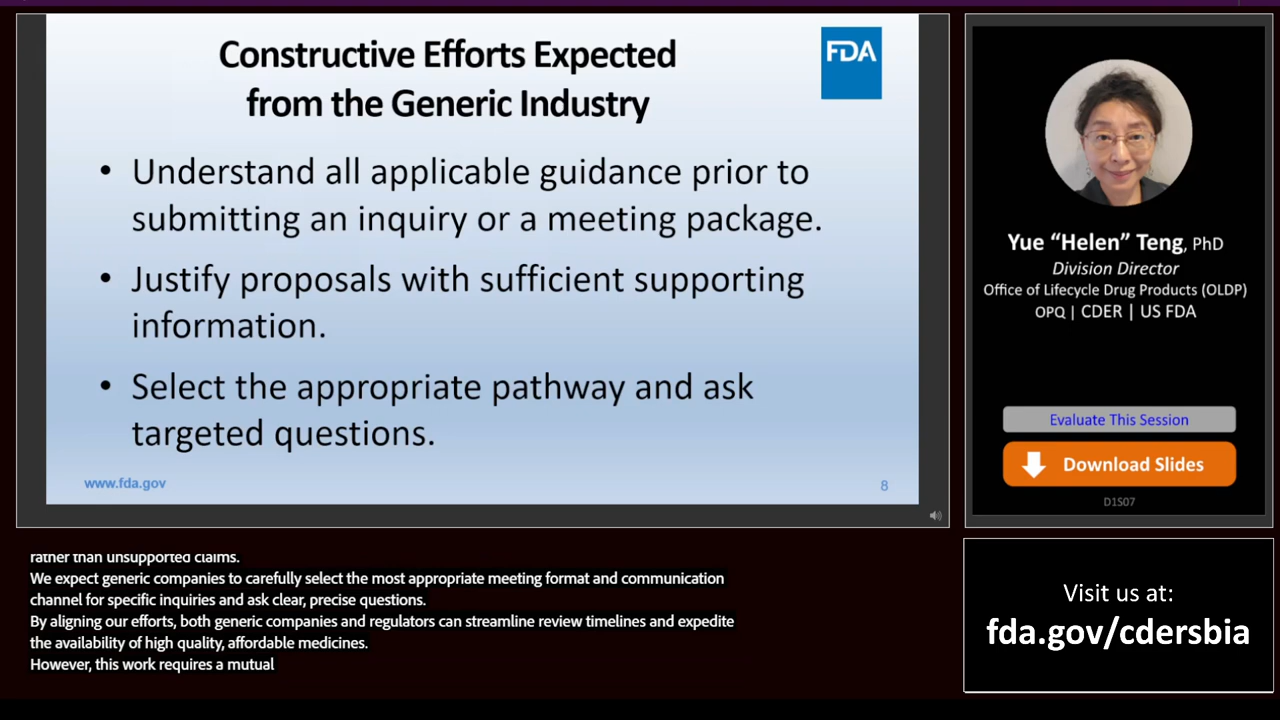 Constructive Efforts Expected
from the Generic Industry
FDA
• Understand all applicable guidance prior to
submitting an inquiry or a meeting package.
• Justify proposals with sufficient supporting
information.
• Select the appropriate pathway and ask
targeted questions.
www.fda.gov
8
Yue “Helen” Teng, PhD
Division Director
Office of Lifecycle Drug Products (OLDP)
OPQ | CDER | US FDA
Evaluate This Session
Download Slides
D1S07
rather than unsupported claims.
We expect generic companies to carefully select the most appropriate meeting format and communication
channel for specific inquiries and ask clear, precise questions.
By aligning our efforts, both generic companies and regulators can streamline review timelines and expedite
the availability of high quality, affordable medicines.
However, this work requires a mutual
Visit us at:
fda.gov/cdersbia